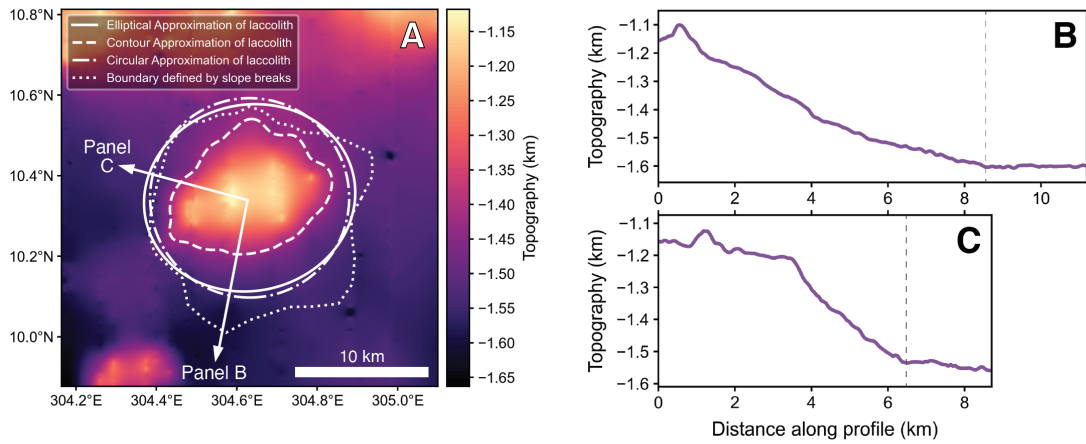 A
Elliptical Approximation of laccolith
Contour Approximation of laccolith
Circular Approximation of laccolith
Boundary defined by slope breaks
10.8°N
10.6°N
10.4°N
10.2°N
10.0°N
Panel
C
Panel B
10 km
304.2°E 304.4°E 304.6°E 304.8°E 305.0°E
−1.15
−1.20
−1.25
−1.30
−1.35
−1.40
−1.45
−1.50
−1.55
−1.60
−1.65
Topography (km)
B
Topography (km)
−1.1
−1.2
−1.3
−1.4
−1.5
−1.6
0 2 4 6 8 10
C
Topography (km)
−1.1
−1.2
−1.3
−1.4
−1.5
−1.6
0 2 4 6 8
Distance along profile (km)